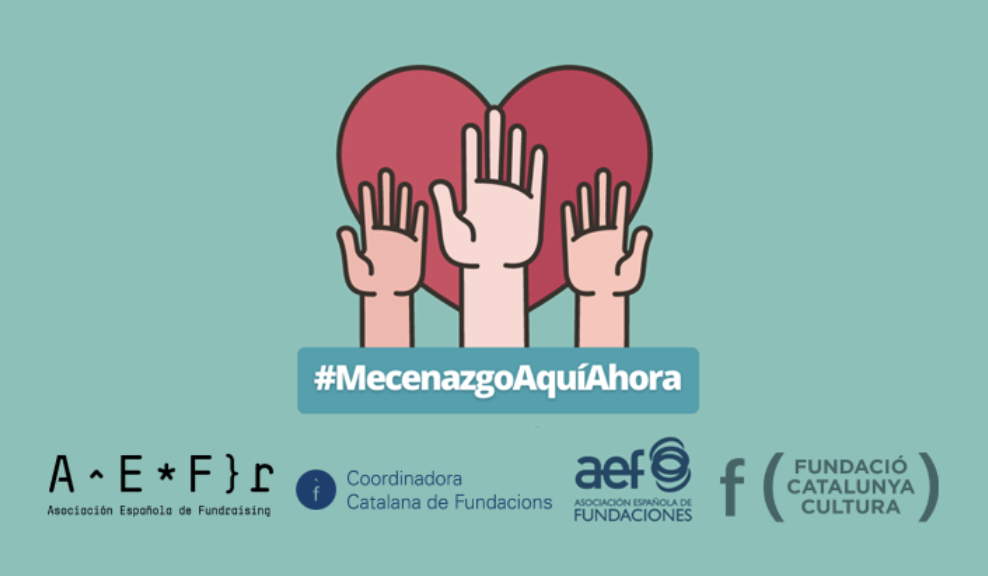 #MecenazgoAquíAhora
A^E*F}r
Asociación Española de Fundraising
f
Coordinadora
Catalana de Fundacions
aef
ASOCIACIÓN ESPAÑOLA DE
FUNDACIONES
f (FUNDACIÓ
CATALUNYA
CULTURA)